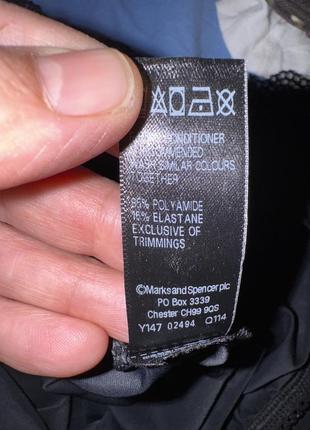 CONDITIONER
WASH SIMILAR COLOURS
TOGETHER
POLYAMIDE
16% ELASTANE
EXCLUSIVE OF
TRIMMINGS
©Marks and Spencer plc
PO Box 3339
Chester CH99 9QS
Y147 02494 Q114